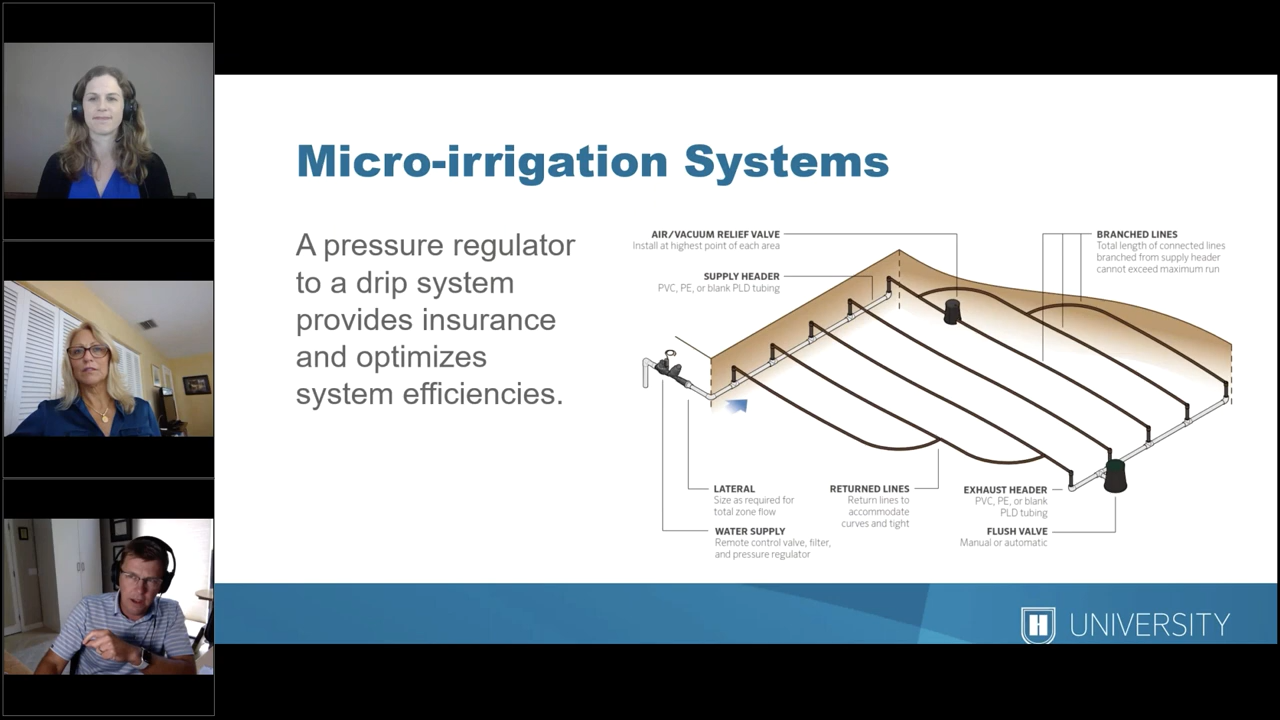 Micro-irrigation Systems
A pressure regulator
to a drip system
provides insurance
and optimizes
system efficiencies.
AIR/VACUUM RELIEF VALVE
Install at highest point of each area
SUPPLY HEADER
PVC, PE, or blank PLD tubing
BRANCHED LINES
Total length of connected lines
branched from supply header
cannot exceed maximum run
LATERAL
Size as required for
total zone flow
WATER SUPPLY
Remote control valve, filter,
and pressure regulator
RETURNED LINES
Return lines to
accommodate
curves and tight
EXHAUST HEADER
PVC, PE, or blank
PLD tubing
FLUSH VALVE
Manual or automatic
H UNIVERSITY